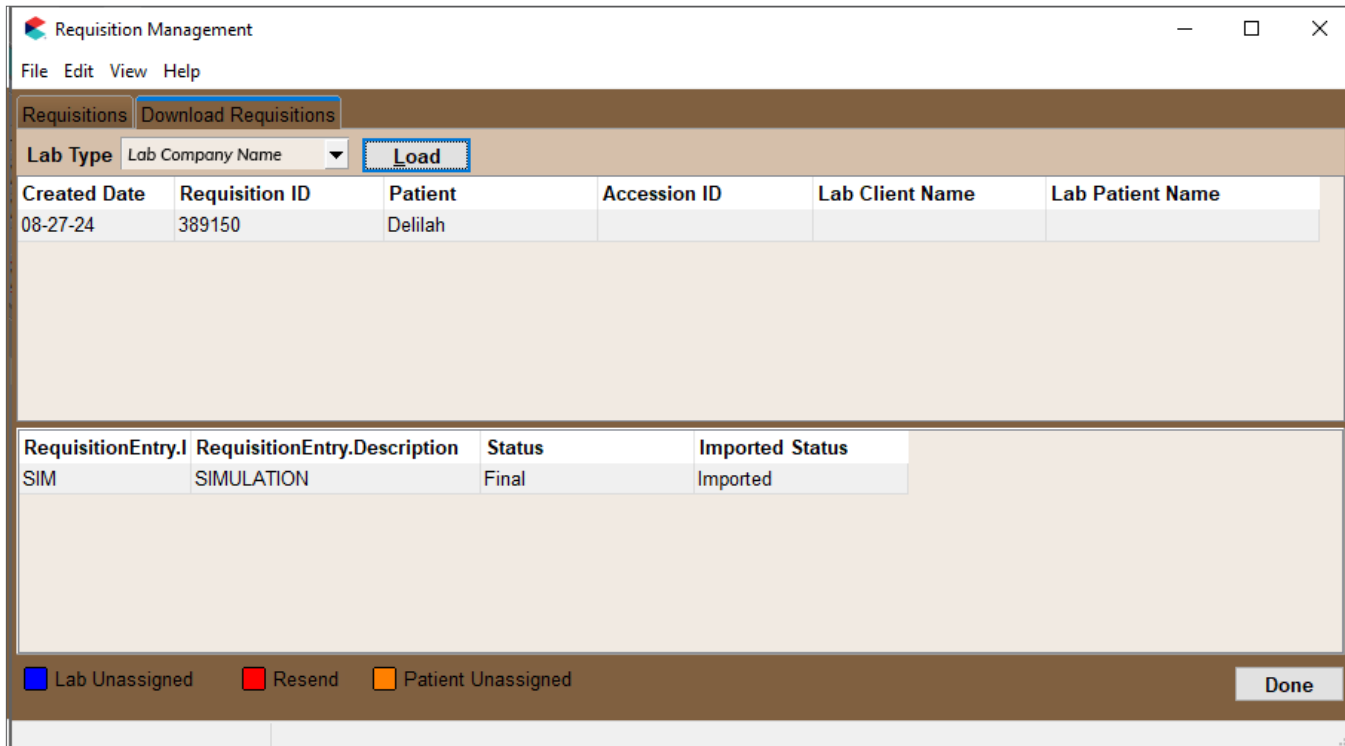 Requisition Management
File Edit View Help
Requisitions Download Requisitions
Lab Type Lab Company Name Load
Created Date Requisition ID Patient Accession ID Lab Client Name Lab Patient Name
08-27-24 389150 Delilah
RequisitionEntry.I RequisitionEntry.Description Status Imported Status
SIM SIMULATION Final Imported
Lab Unassigned Resend Patient Unassigned Done